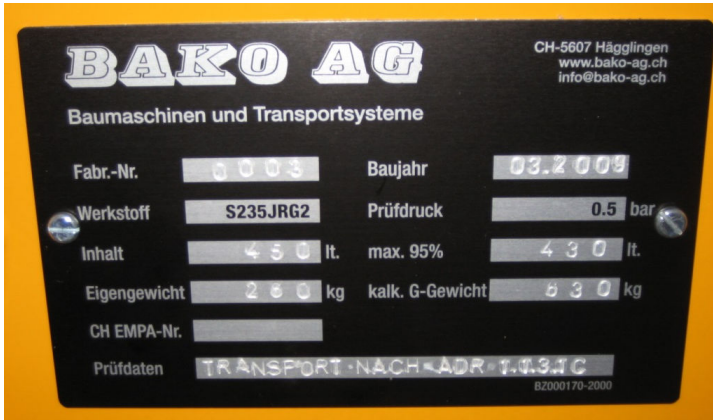 BAKO AG
CH-5607 Hägglingen
www.bako-ag.ch
info@bako-ag.ch
Baumaschinen und Transportsysteme
Fabr.-Nr. 0003 Baujahr 03.2009
Werkstoff S235JRG2 Prüfdruck 0.5 bar
Inhalt 450 lt. max. 95% 430 lt.
Eigengewicht 260 kg kalk. G-Gewicht 830 kg
CH EMPA-Nr.
Prüfdaten TRANSPORT-NACH-ADR 1.1.3.1C
BZ000170-2000